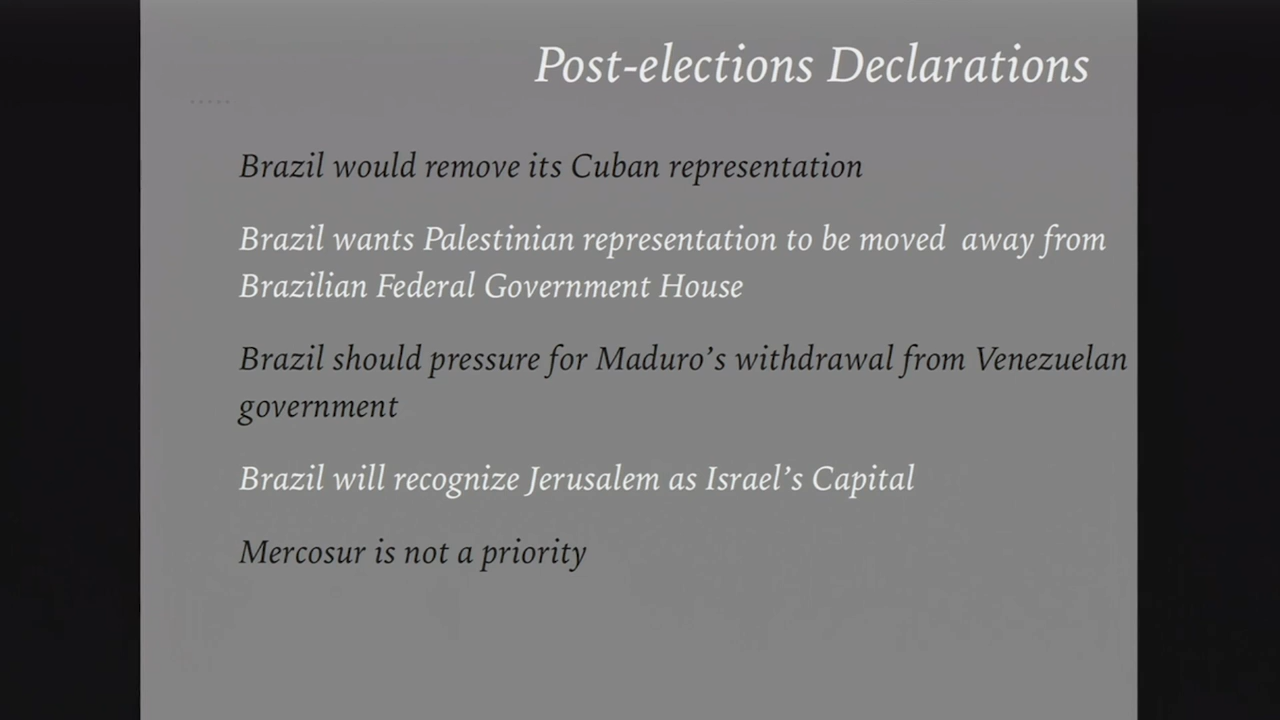 Post-elections Declarations
Brazil would remove its Cuban representation
Brazil wants Palestinian representation to be moved away from
Brazilian Federal Government House
Brazil should pressure for Maduro’s withdrawal from Venezuelan
government
Brazil will recognize Jerusalem as Israel’s Capital
Mercosur is not a priority